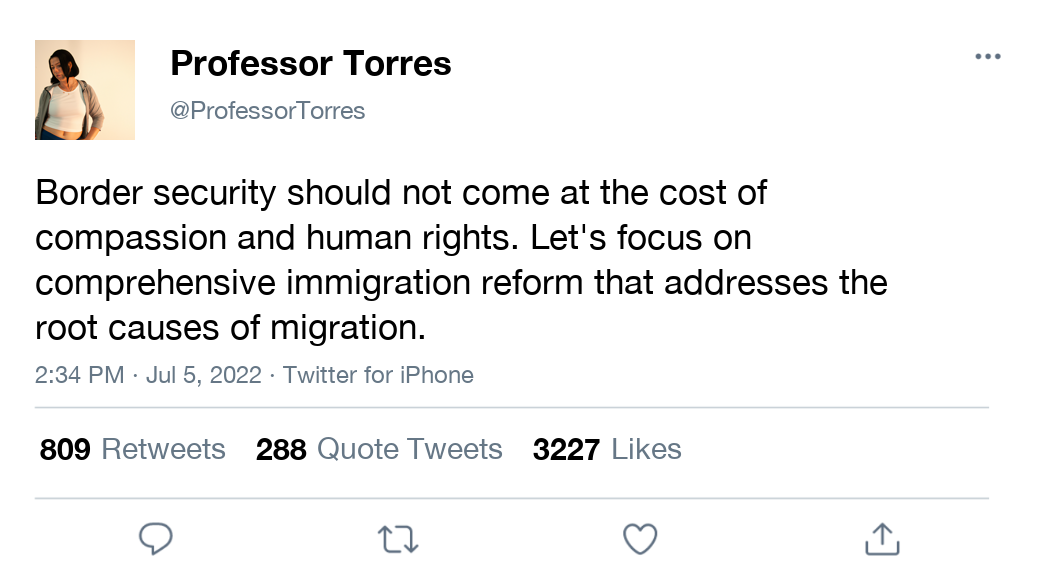 Professor Torres
@ProfessorTorres
Border security should not come at the cost of
compassion and human rights. Let's focus on
comprehensive immigration reform that addresses the
root causes of migration.
2:34 PM · Jul 5, 2022 · Twitter for iPhone
809 Retweets 288 Quote Tweets 3227 Likes